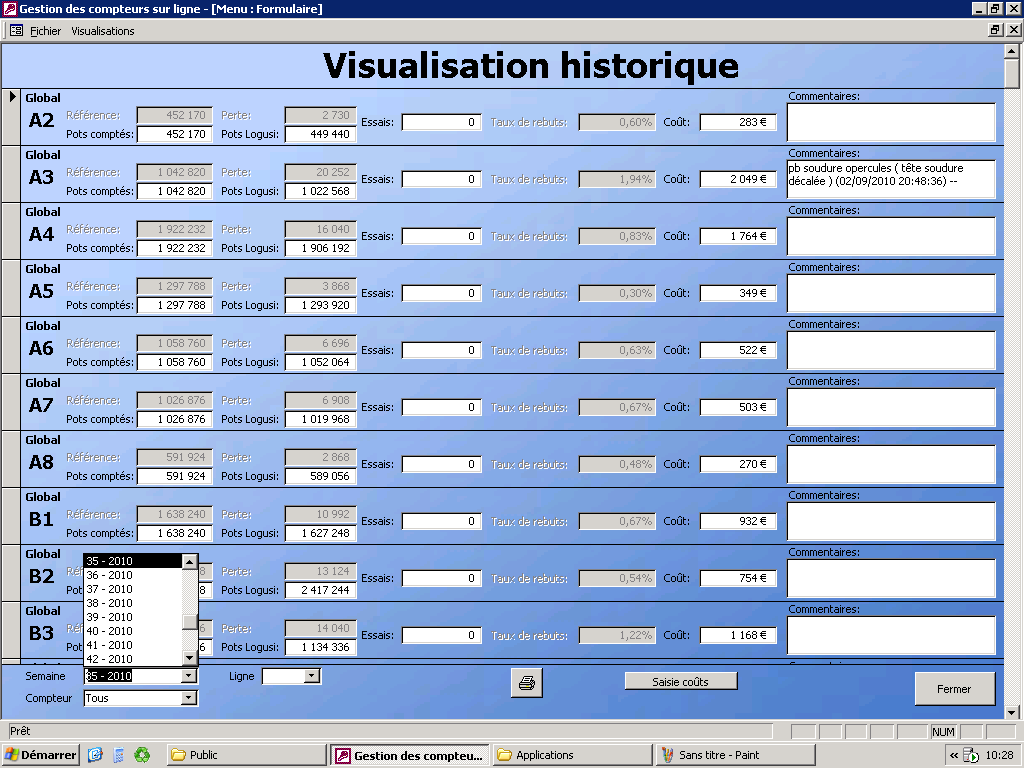 Gestion des compteurs sur ligne - [Menu : Formulaire]
Fichier Visualisations
Visualisation historique
Global
A2 Référence: 452 170 Perte: 2 730 Essais: 0 Taux de rebuts: 0,60% Coût: 283 € Commentaires:
Pots comptés: 452 170 Pots Logusi: 449 440
Global
A3 Référence: 1 042 820 Perte: 20 252 Essais: 0 Taux de rebuts: 1,94% Coût: 2 049 € Commentaires:
Pots comptés: 1 042 820 Pots Logusi: 1 022 568
pb soudure opercules ( tête soudure
décalée ) (02/09/2010 20:48:36) --
Global
A4 Référence: 1 922 232 Perte: 16 040 Essais: 0 Taux de rebuts: 0,83% Coût: 1 764 € Commentaires:
Pots comptés: 1 922 232 Pots Logusi: 1 906 192
Global
A5 Référence: 1 297 788 Perte: 3 868 Essais: 0 Taux de rebuts: 0,30% Coût: 349 € Commentaires:
Pots comptés: 1 297 788 Pots Logusi: 1 293 920
Global
A6 Référence: 1 058 760 Perte: 6 696 Essais: 0 Taux de rebuts: 0,63% Coût: 522 € Commentaires:
Pots comptés: 1 058 760 Pots Logusi: 1 052 064
Global
A7 Référence: 1 026 876 Perte: 6 908 Essais: 0 Taux de rebuts: 0,67% Coût: 503 € Commentaires:
Pots comptés: 1 026 876 Pots Logusi: 1 019 968
Global
A8 Référence: 591 924 Perte: 2 868 Essais: 0 Taux de rebuts: 0,48% Coût: 270 € Commentaires:
Pots comptés: 591 924 Pots Logusi: 589 056
Global
B1 Référence: 1 638 240 Perte: 10 992 Essais: 0 Taux de rebuts: 0,67% Coût: 932 € Commentaires:
Pots comptés: 1 638 240 Pots Logusi: 1 627 248
Global
B2 Réf 8 Perte: 13 124 Essais: 0 Taux de rebuts: 0,54% Coût: 754 € Commentaires:
Pot 8 Pots Logusi: 2 417 244
Global
B3 Réf 6 Perte: 14 040 Essais: 0 Taux de rebuts: 1,22% Coût: 1 168 € Commentaires:
Pot 6 Pots Logusi: 1 134 336
35 - 2010
36 - 2010
37 - 2010
38 - 2010
39 - 2010
40 - 2010
41 - 2010
42 - 2010
Semaine 35 - 2010 Ligne Saisie coûts Fermer
Compteur Tous
Prêt NUM
Démarrer Public Gestion des compteu... Applications Sans titre - Paint « 10:28